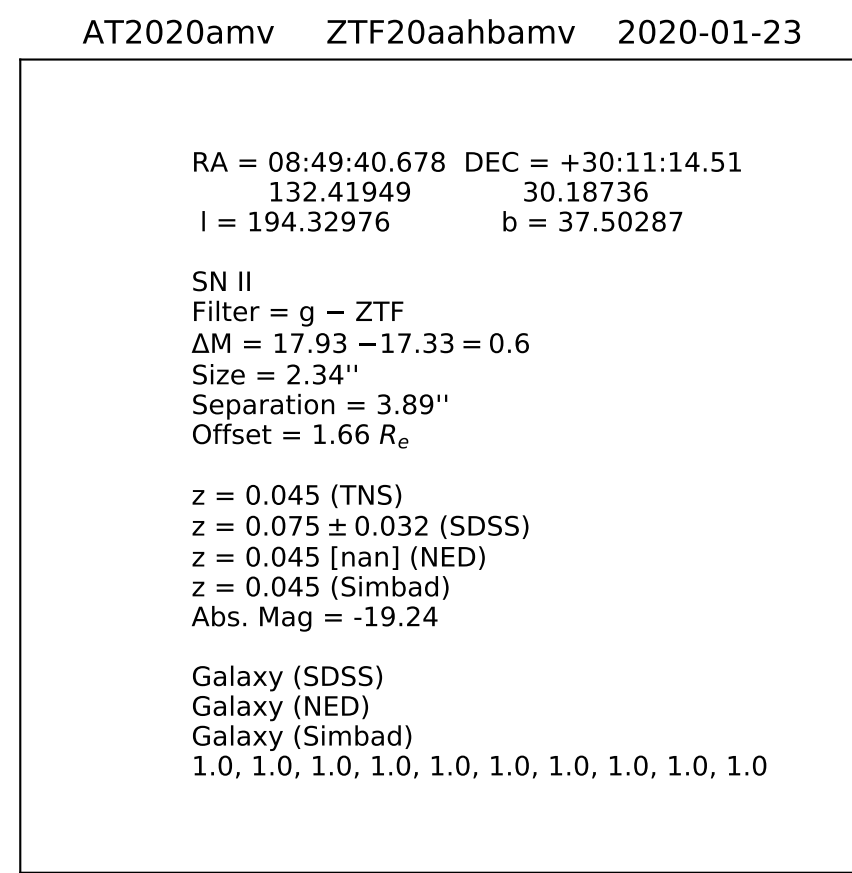 AT2020amv ZTF20aahbamv 2020-01-23
RA = 08:49:40.678 DEC = +30:11:14.51
132.41949 30.18736
l = 194.32976 b = 37.50287
SN II
Filter = g − ZTF
ΔM = 17.93 −17.33 = 0.6
Size = 2.34''
Separation = 3.89''
Offset = 1.66 Rₑ
z = 0.045 (TNS)
z = 0.075 ± 0.032 (SDSS)
z = 0.045 [nan] (NED)
z = 0.045 (Simbad)
Abs. Mag = -19.24
Galaxy (SDSS)
Galaxy (NED)
Galaxy (Simbad)
1.0, 1.0, 1.0, 1.0, 1.0, 1.0, 1.0, 1.0, 1.0, 1.0